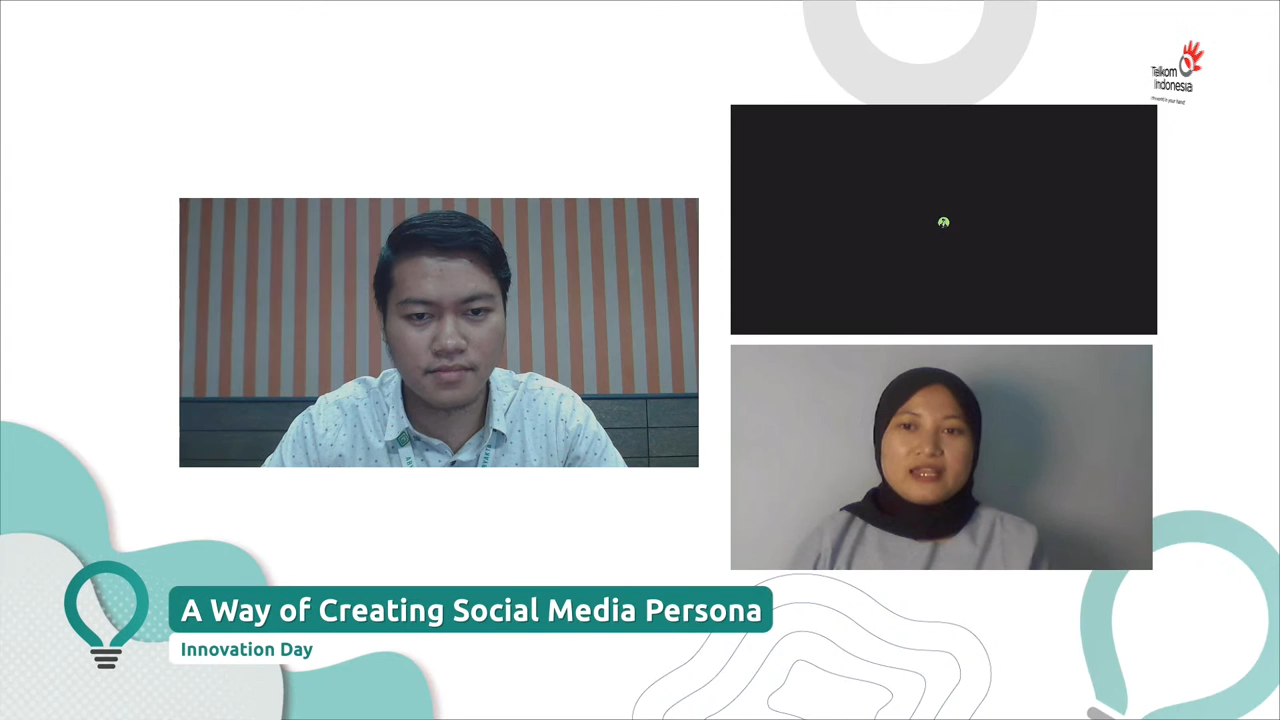 Telkom
Indonesia
A Way of Creating Social Media Persona
Innovation Day